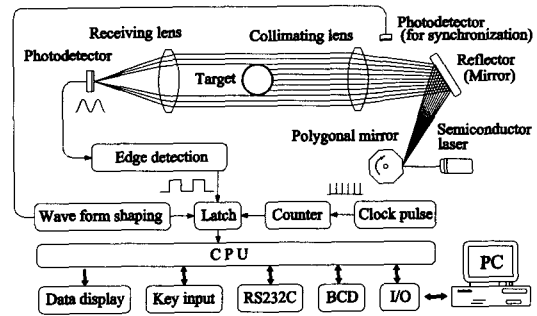 Receiving lens
Collimating lens
Photodetector
(for synchronization)
Photodetector
Target
Reflector
(Mirror)
Polygonal mirror
Semiconductor
laser
Edge detection
Wave form shaping
Latch
Counter
Clock pulse
CPU
PC
Data display
Key input
RS232C
BCD
I/O